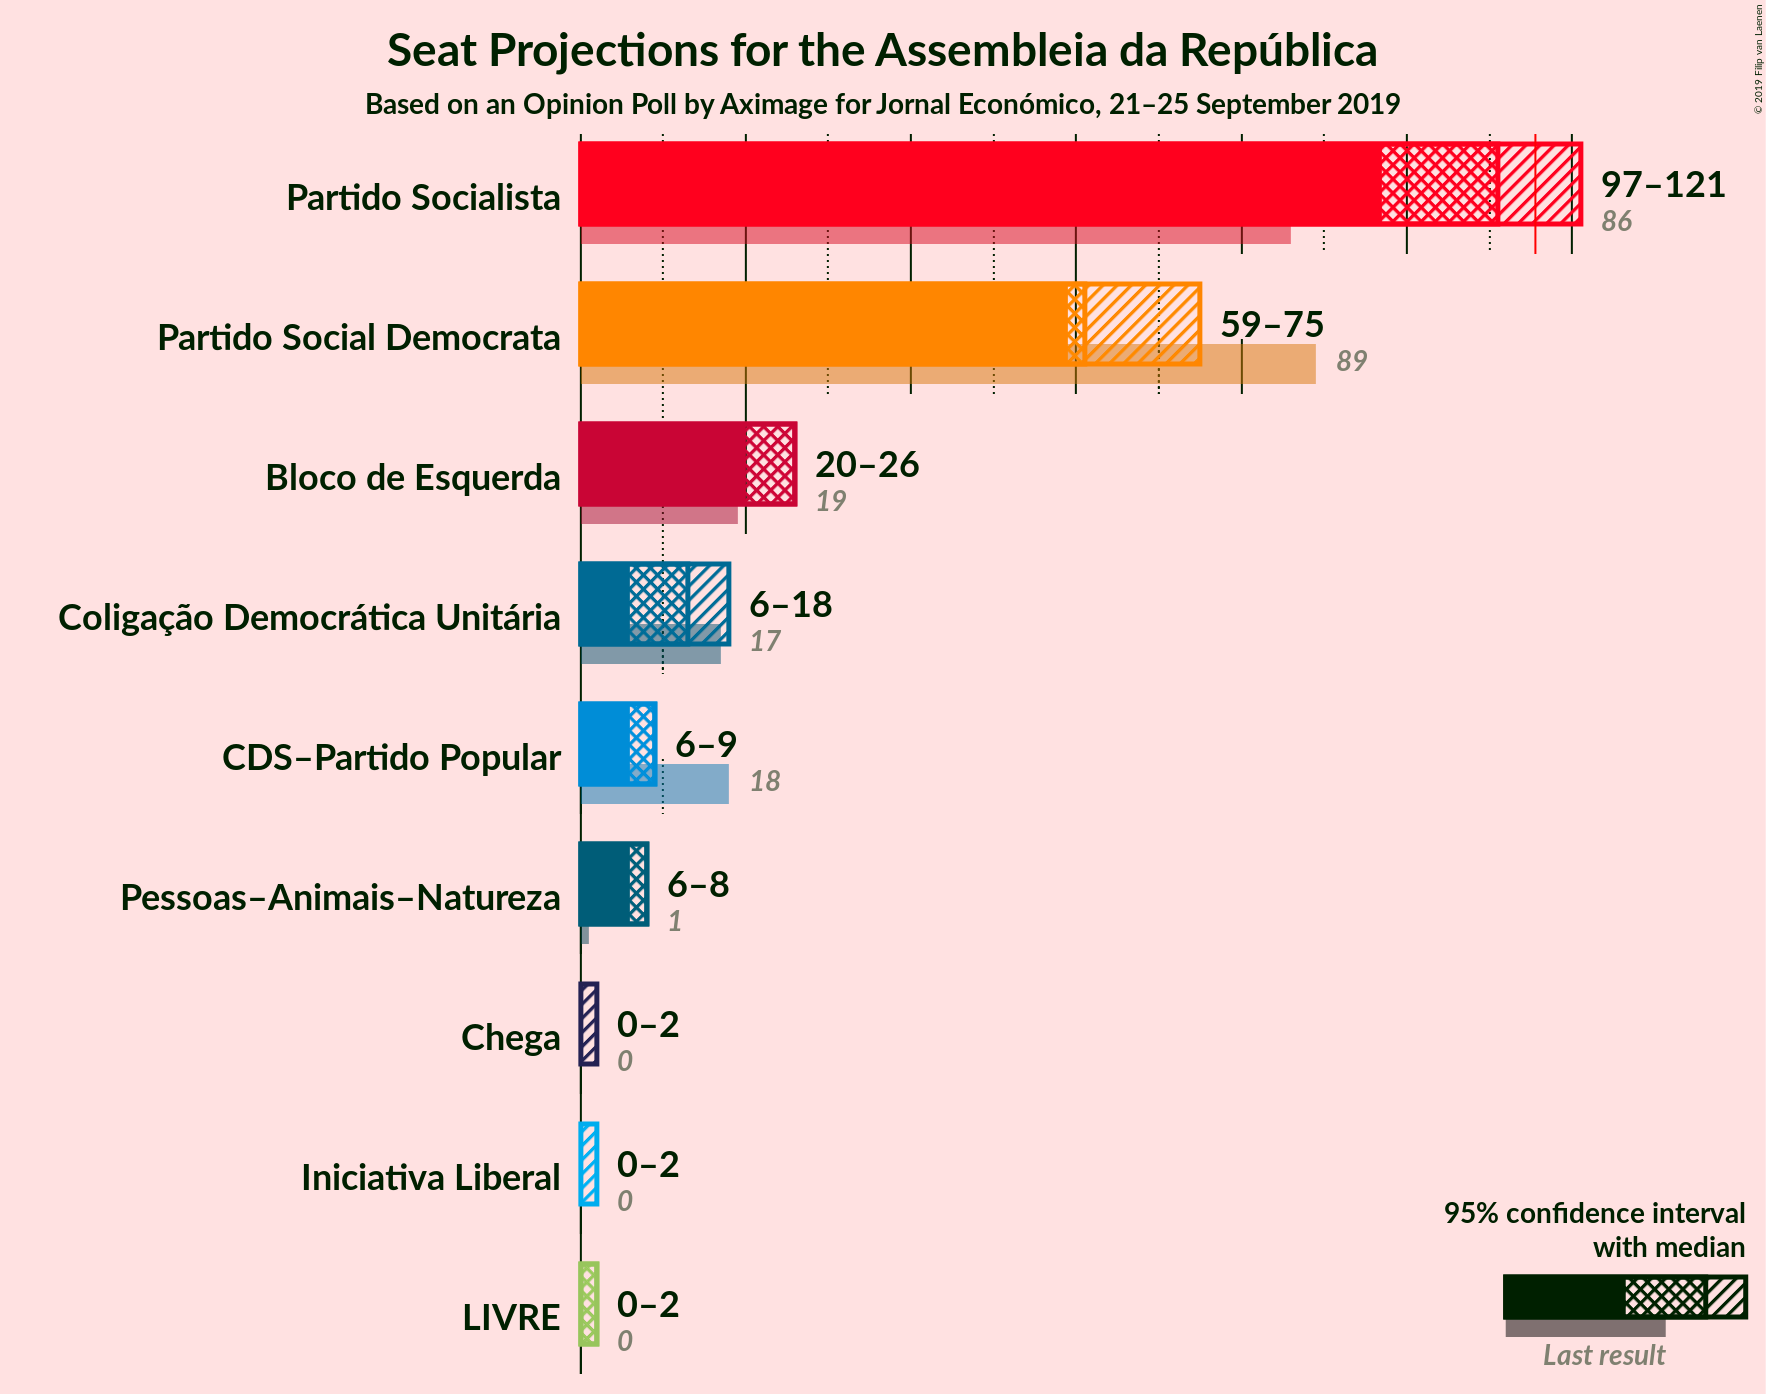 Seat Projections for the Assembleia da República
Based on an Opinion Poll by Aximage for Jornal Económico, 21–25 September 2019
© 2019 Filip van Laenen
Partido Socialista
97–121
86
Partido Social Democrata
59–75
89
Bloco de Esquerda
20–26
19
Coligação Democrática Unitária
6–18
17
CDS–Partido Popular
6–9
18
Pessoas–Animais–Natureza
6–8
1
Chega
0–2
0
Iniciativa Liberal
0–2
0
LIVRE
0–2
0
95% confidence interval
with median
Last result